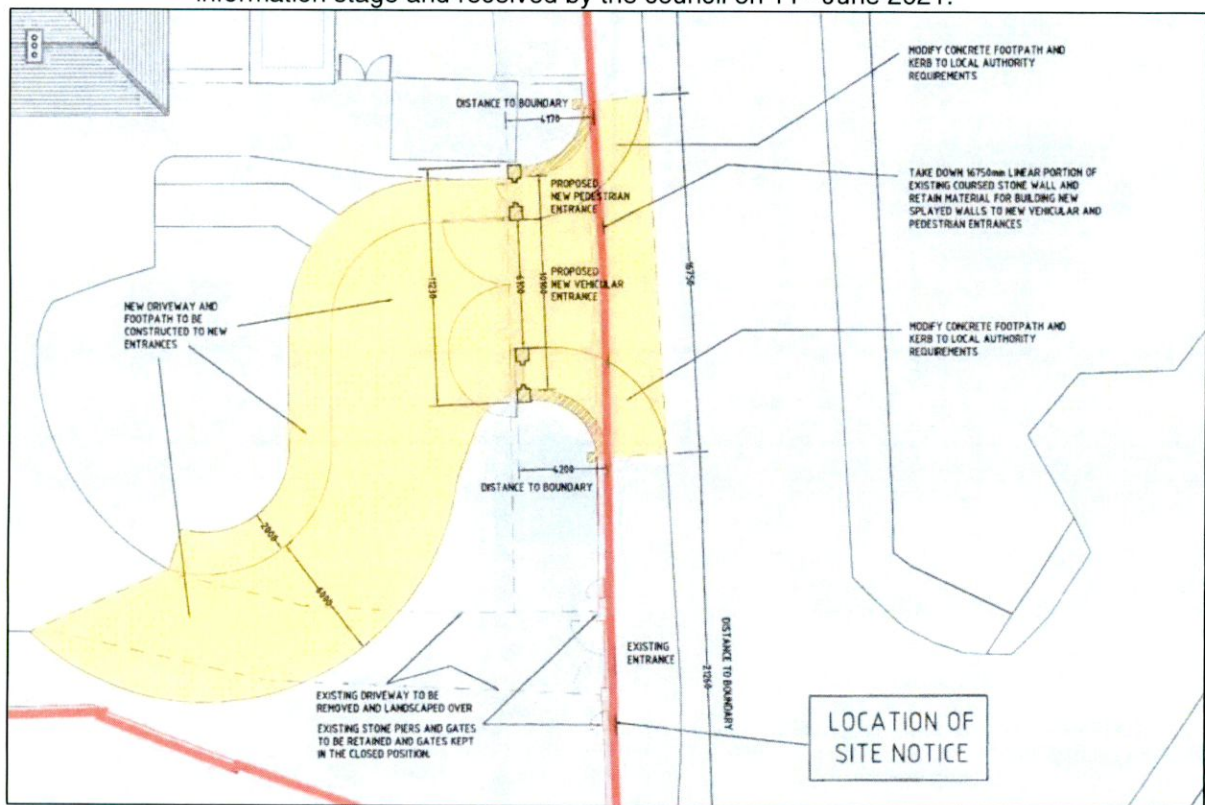 information stage and received by the council on 11 June 2021.
MODIFY CONCRETE FOOTPATH AND
KERB TO LOCAL AUTHORITY
REQUIREMENTS
DISTANCE TO BOUNDARY
4170
TAKE DOWN 16750mm LINEAR PORTION OF
EXISTING COURSED STONE WALL AND
RETAIN MATERIAL FOR BUILDING NEW
SPLAYED WALLS TO NEW VEHICULAR AND
PEDESTRIAN ENTRANCES
PROPOSED
NEW PEDESTRIAN
ENTRANCE
PROPOSED
NEW VEHICULAR
ENTRANCE
11230
6100
10100
16750
NEW DRIVEWAY AND
FOOTPATH TO BE
CONSTRUCTED TO NEW
ENTRANCES
MODIFY CONCRETE FOOTPATH AND
KERB TO LOCAL AUTHORITY
REQUIREMENTS
4200
DISTANCE TO BOUNDARY
2000
6000
EXISTING
ENTRANCE
DISTANCE TO BOUNDARY
21260
EXISTING DRIVEWAY TO BE
REMOVED AND LANDSCAPED OVER
EXISTING STONE PIERS AND GATES
TO BE RETAINED AND GATES KEPT
IN THE CLOSED POSITION.
LOCATION OF
SITE NOTICE